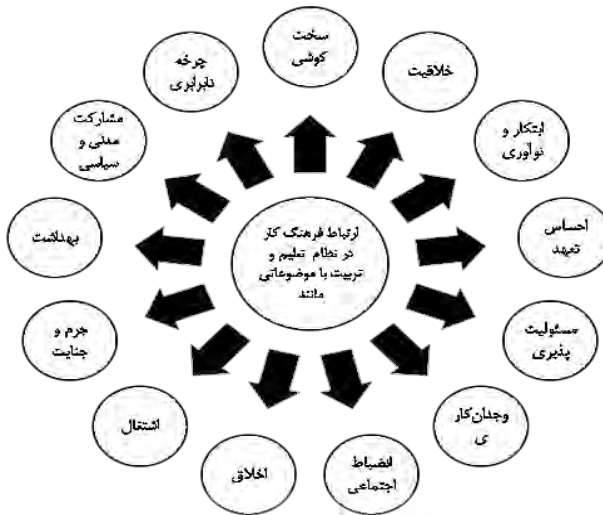 سخت
کوشی
خلاقیت
ابتکار و
نوآوری
احساس
تعهد
مسئولیت
پذیری
وجدان‌کار
ی
انضباط
اجتماعی
اخلاق
اشتغال
جرم و
جنایت
بهداشت
مشارکت
مدنی و
سیاسی
چرخه
نابرابری
ارتباط فرهنگ کار
در نظام تعلیم و
تربیت با موضوعاتی
مانند